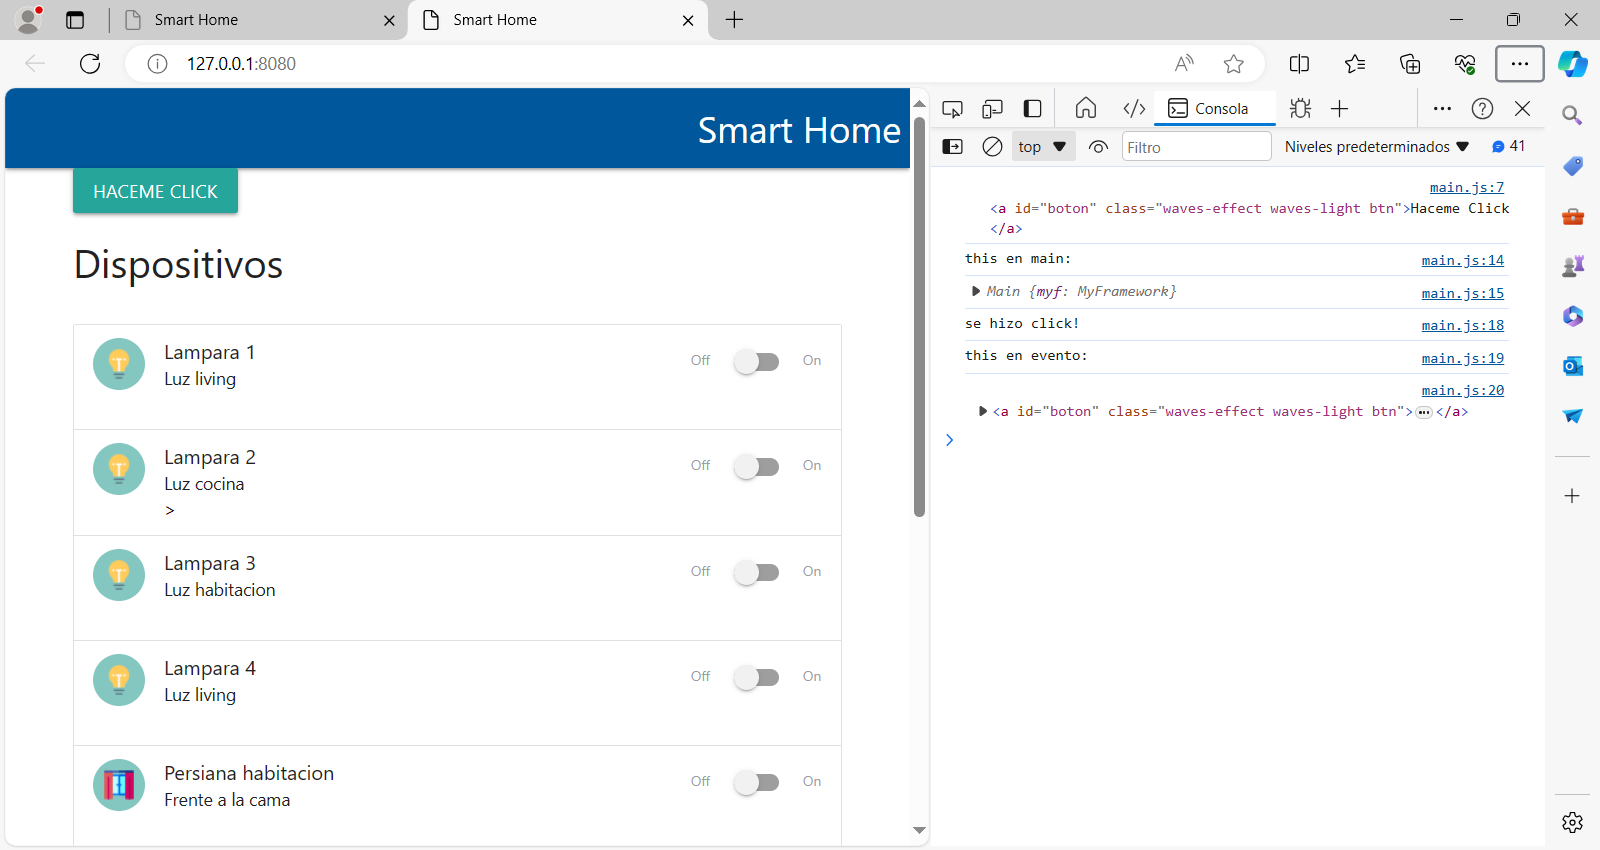 Smart Home
Smart Home
127.0.0.1:8080
Smart Home
HACEME CLICK
Dispositivos
Lampara 1
Luz living
Off On
Lampara 2
Luz cocina
>
Off On
Lampara 3
Luz habitacion
Off On
Lampara 4
Luz living
Off On
Persiana habitacion
Frente a la cama
Off On
Consola
top
Filtro
Niveles predeterminados
41
main.js:7
<a id="boton" class="waves-effect waves-light btn">Haceme Click
</a>
this en main: main.js:14
Main {myf: MyFramework} main.js:15
se hizo click! main.js:18
this en evento: main.js:19
main.js:20
<a id="boton" class="waves-effect waves-light btn">…</a>